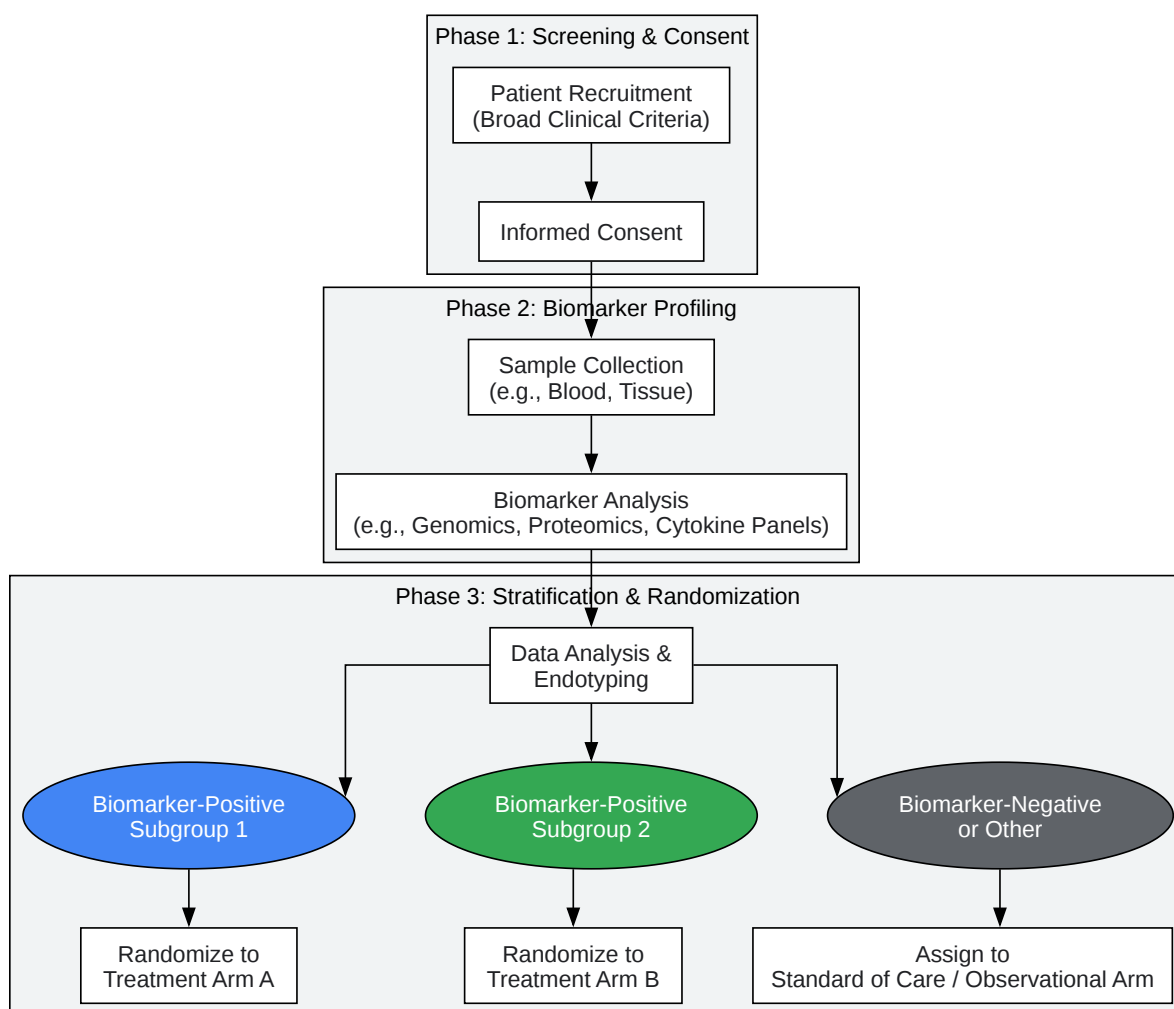 Phase 1: Screening & Consent
Patient Recruitment
(Broad Clinical Criteria)
Informed Consent
Phase 2: Biomarker Profiling
Sample Collection
(e.g., Blood, Tissue)
Biomarker Analysis
(e.g., Genomics, Proteomics, Cytokine Panels)
Phase 3: Stratification & Randomization
Data Analysis &
Endotyping
Biomarker-Positive
Subgroup 1
Biomarker-Positive
Subgroup 2
Biomarker-Negative
or Other
Randomize to
Treatment Arm A
Randomize to
Treatment Arm B
Assign to
Standard of Care / Observational Arm